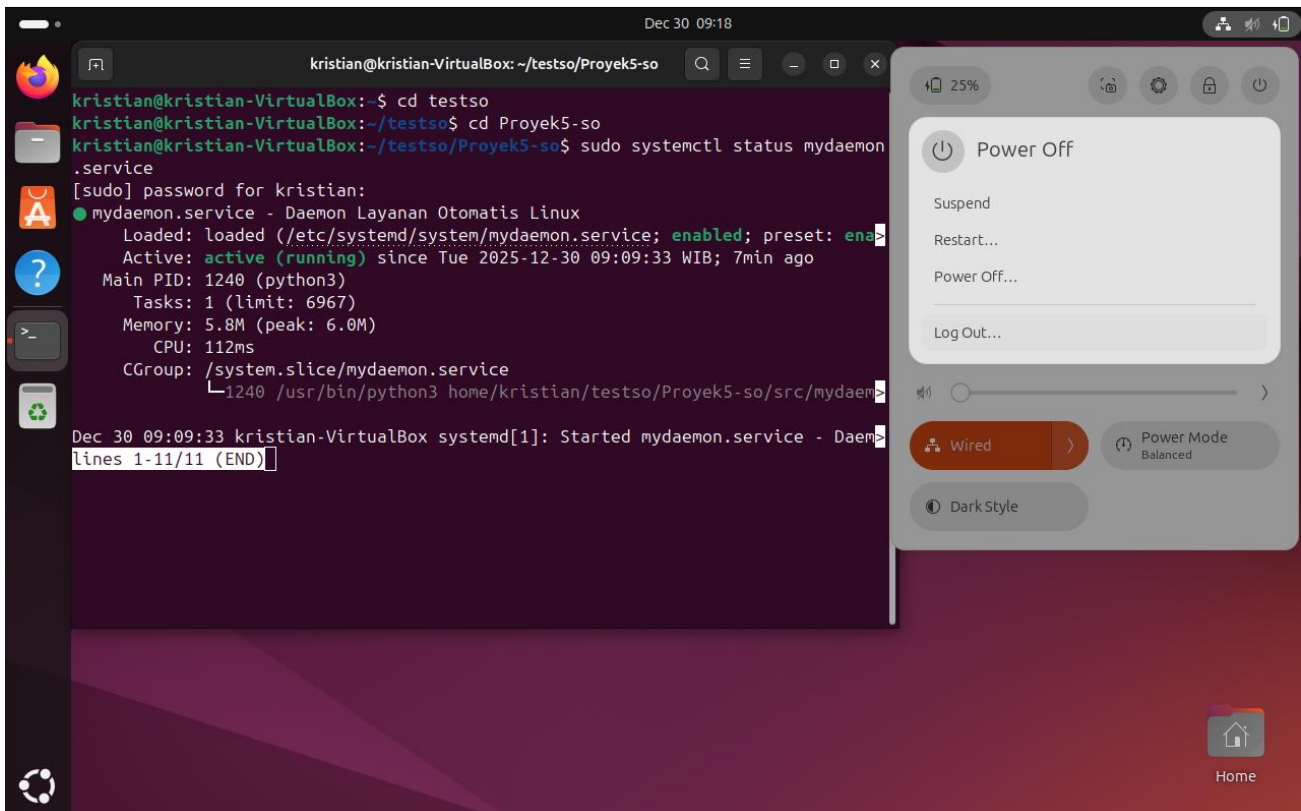 Dec 30 09:18
kristian@kristian-VirtualBox: ~/testso/Proyek5-so
kristian@kristian-VirtualBox:~$ cd testso
kristian@kristian-VirtualBox:~/testso$ cd Proyek5-so
kristian@kristian-VirtualBox:~/testso/Proyek5-so$ sudo systemctl status mydaemon
.service
[sudo] password for kristian:
● mydaemon.service - Daemon Layanan Otomatis Linux
Loaded: loaded (/etc/systemd/system/mydaemon.service; enabled; preset: ena>
Active: active (running) since Tue 2025-12-30 09:09:33 WIB; 7min ago
Main PID: 1240 (python3)
Tasks: 1 (limit: 6967)
Memory: 5.8M (peak: 6.0M)
CPU: 112ms
CGroup: /system.slice/mydaemon.service
└─1240 /usr/bin/python3 home/kristian/testso/Proyek5-so/src/mydaem>
Dec 30 09:09:33 kristian-VirtualBox systemd[1]: Started mydaemon.service - Daem>
lines 1-11/11 (END)
25%
Power Off
Suspend
Restart...
Power Off...
Log Out...
Wired
Power Mode
Balanced
Dark Style
Home